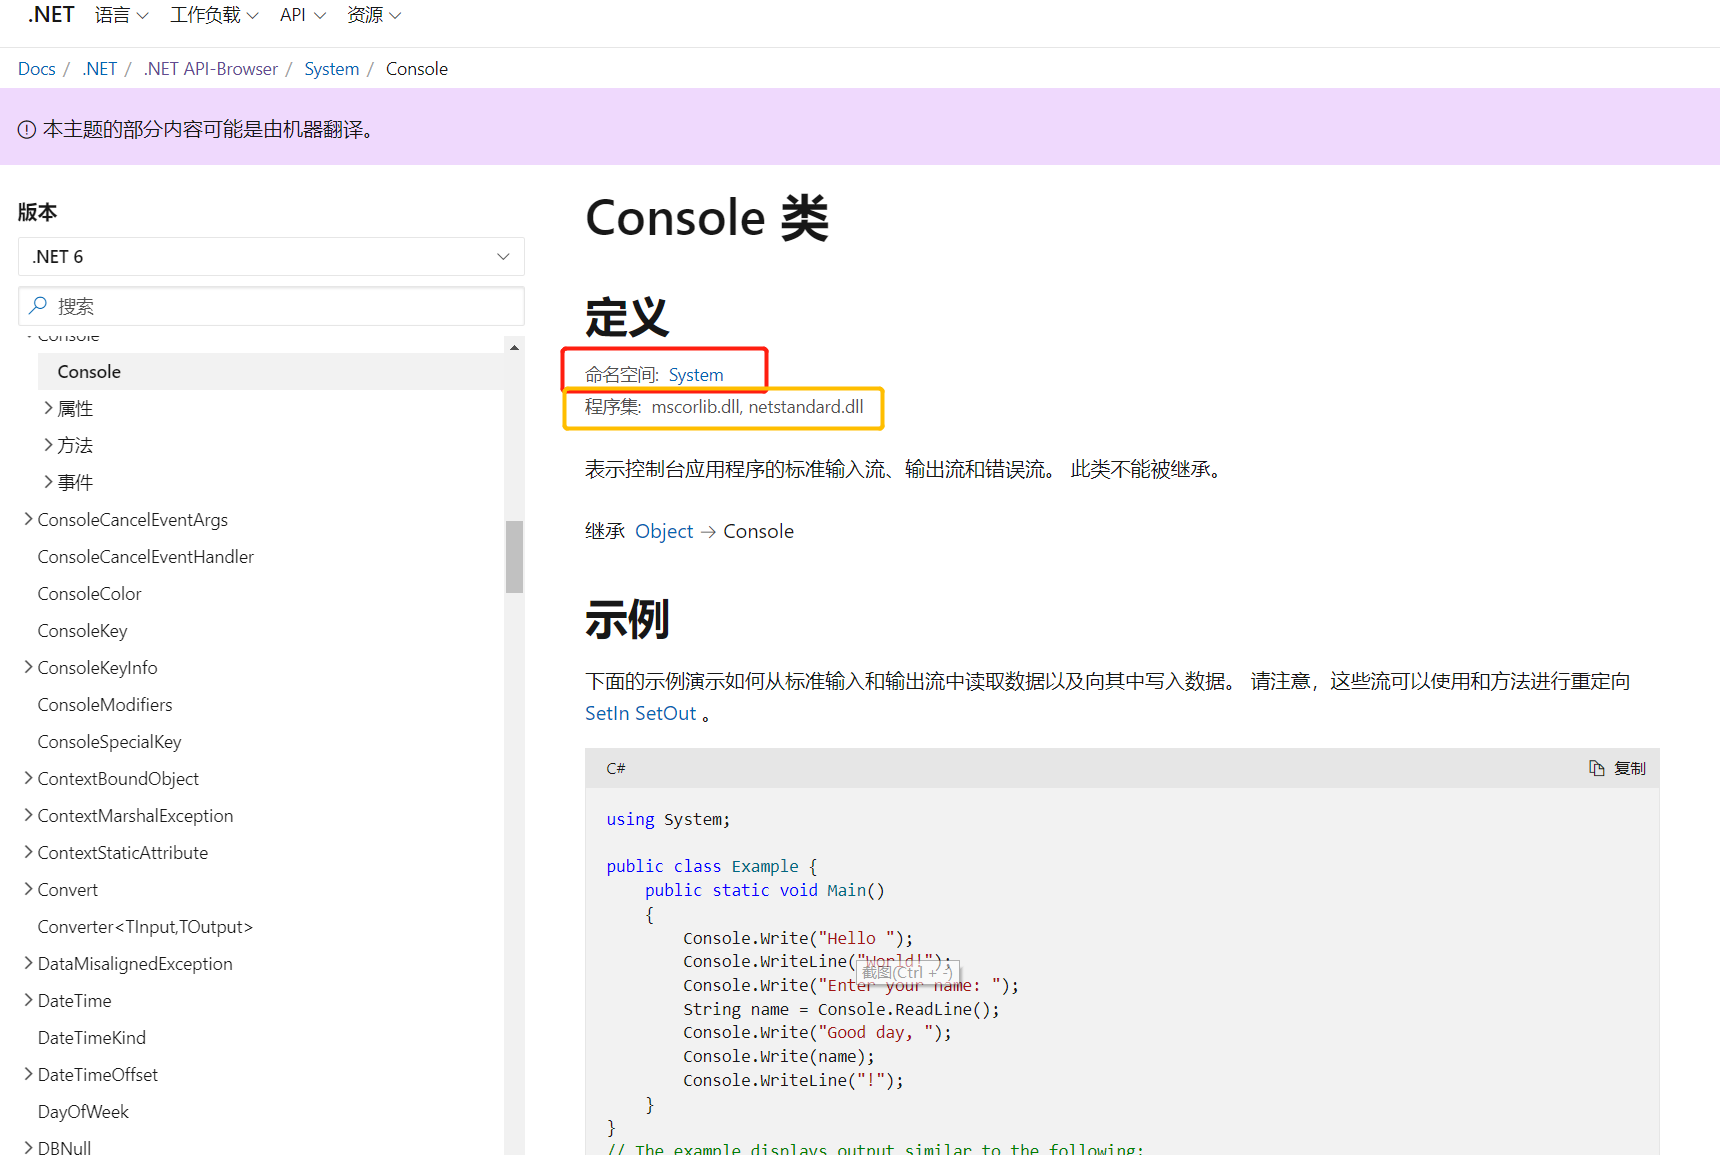 .NET 语言 工作负载 API 资源
Docs / .NET / .NET API-Browser / System / Console
本主题的部分内容可能是由机器翻译。
版本
.NET 6
搜索
Console
Console
属性
方法
事件
ConsoleCancelEventArgs
ConsoleCancelEventHandler
ConsoleColor
ConsoleKey
ConsoleKeyInfo
ConsoleModifiers
ConsoleSpecialKey
ContextBoundObject
ContextMarshalException
ContextStaticAttribute
Convert
Converter<TInput,TOutput>
DataMisalignedException
DateTime
DateTimeKind
DateTimeOffset
DayOfWeek
DBNull
Console 类
定义
命名空间: System
程序集: mscorlib.dll, netstandard.dll
表示控制台应用程序的标准输入流、输出流和错误流。 此类不能被继承。
继承 Object → Console
示例
下面的示例演示如何从标准输入和输出流中读取数据以及向其中写入数据。 请注意，这些流可以使用和方法进行重定向
SetIn SetOut 。
C# 复制
using System;
public class Example {
public static void Main()
{
Console.Write("Hello ");
Console.WriteLine("World!");
截图(Ctrl + -)
Console.Write("Enter your name: ");
String name = Console.ReadLine();
Console.Write("Good day, ");
Console.Write(name);
Console.WriteLine("!");
}
}
// The example displays output similar to the following: